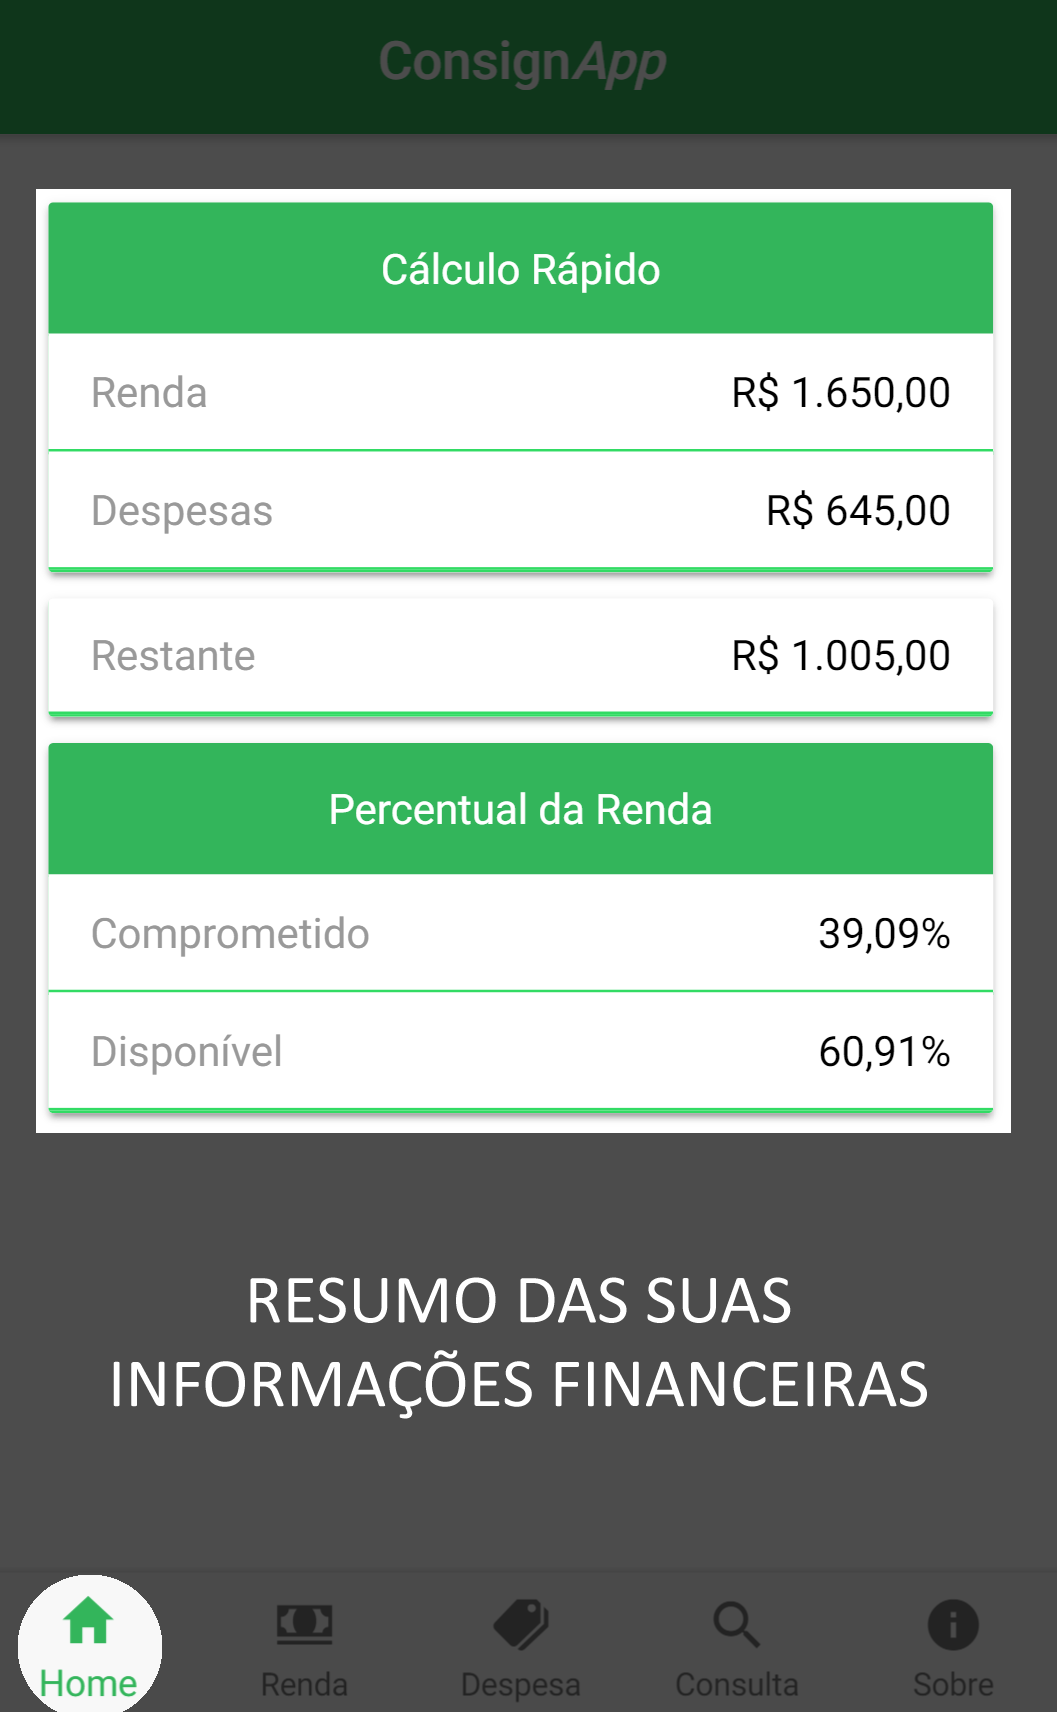 ConsignApp
Cálculo Rápido
Renda R$ 1.650,00
Despesas R$ 645,00
Restante R$ 1.005,00
Percentual da Renda
Comprometido 39,09%
Disponível 60,91%
RESUMO DAS SUAS
INFORMAÇÕES FINANCEIRAS
Home Renda Despesa Consulta Sobre